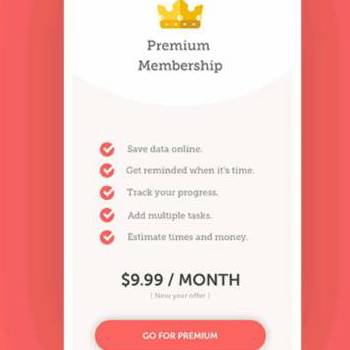 Premium
Membership
Save data online.
Get reminded when it's time.
Track your progress.
Add multiple tasks.
Estimate times and money.
$9.99 / MONTH
( New year offer )
GO FOR PREMIUM